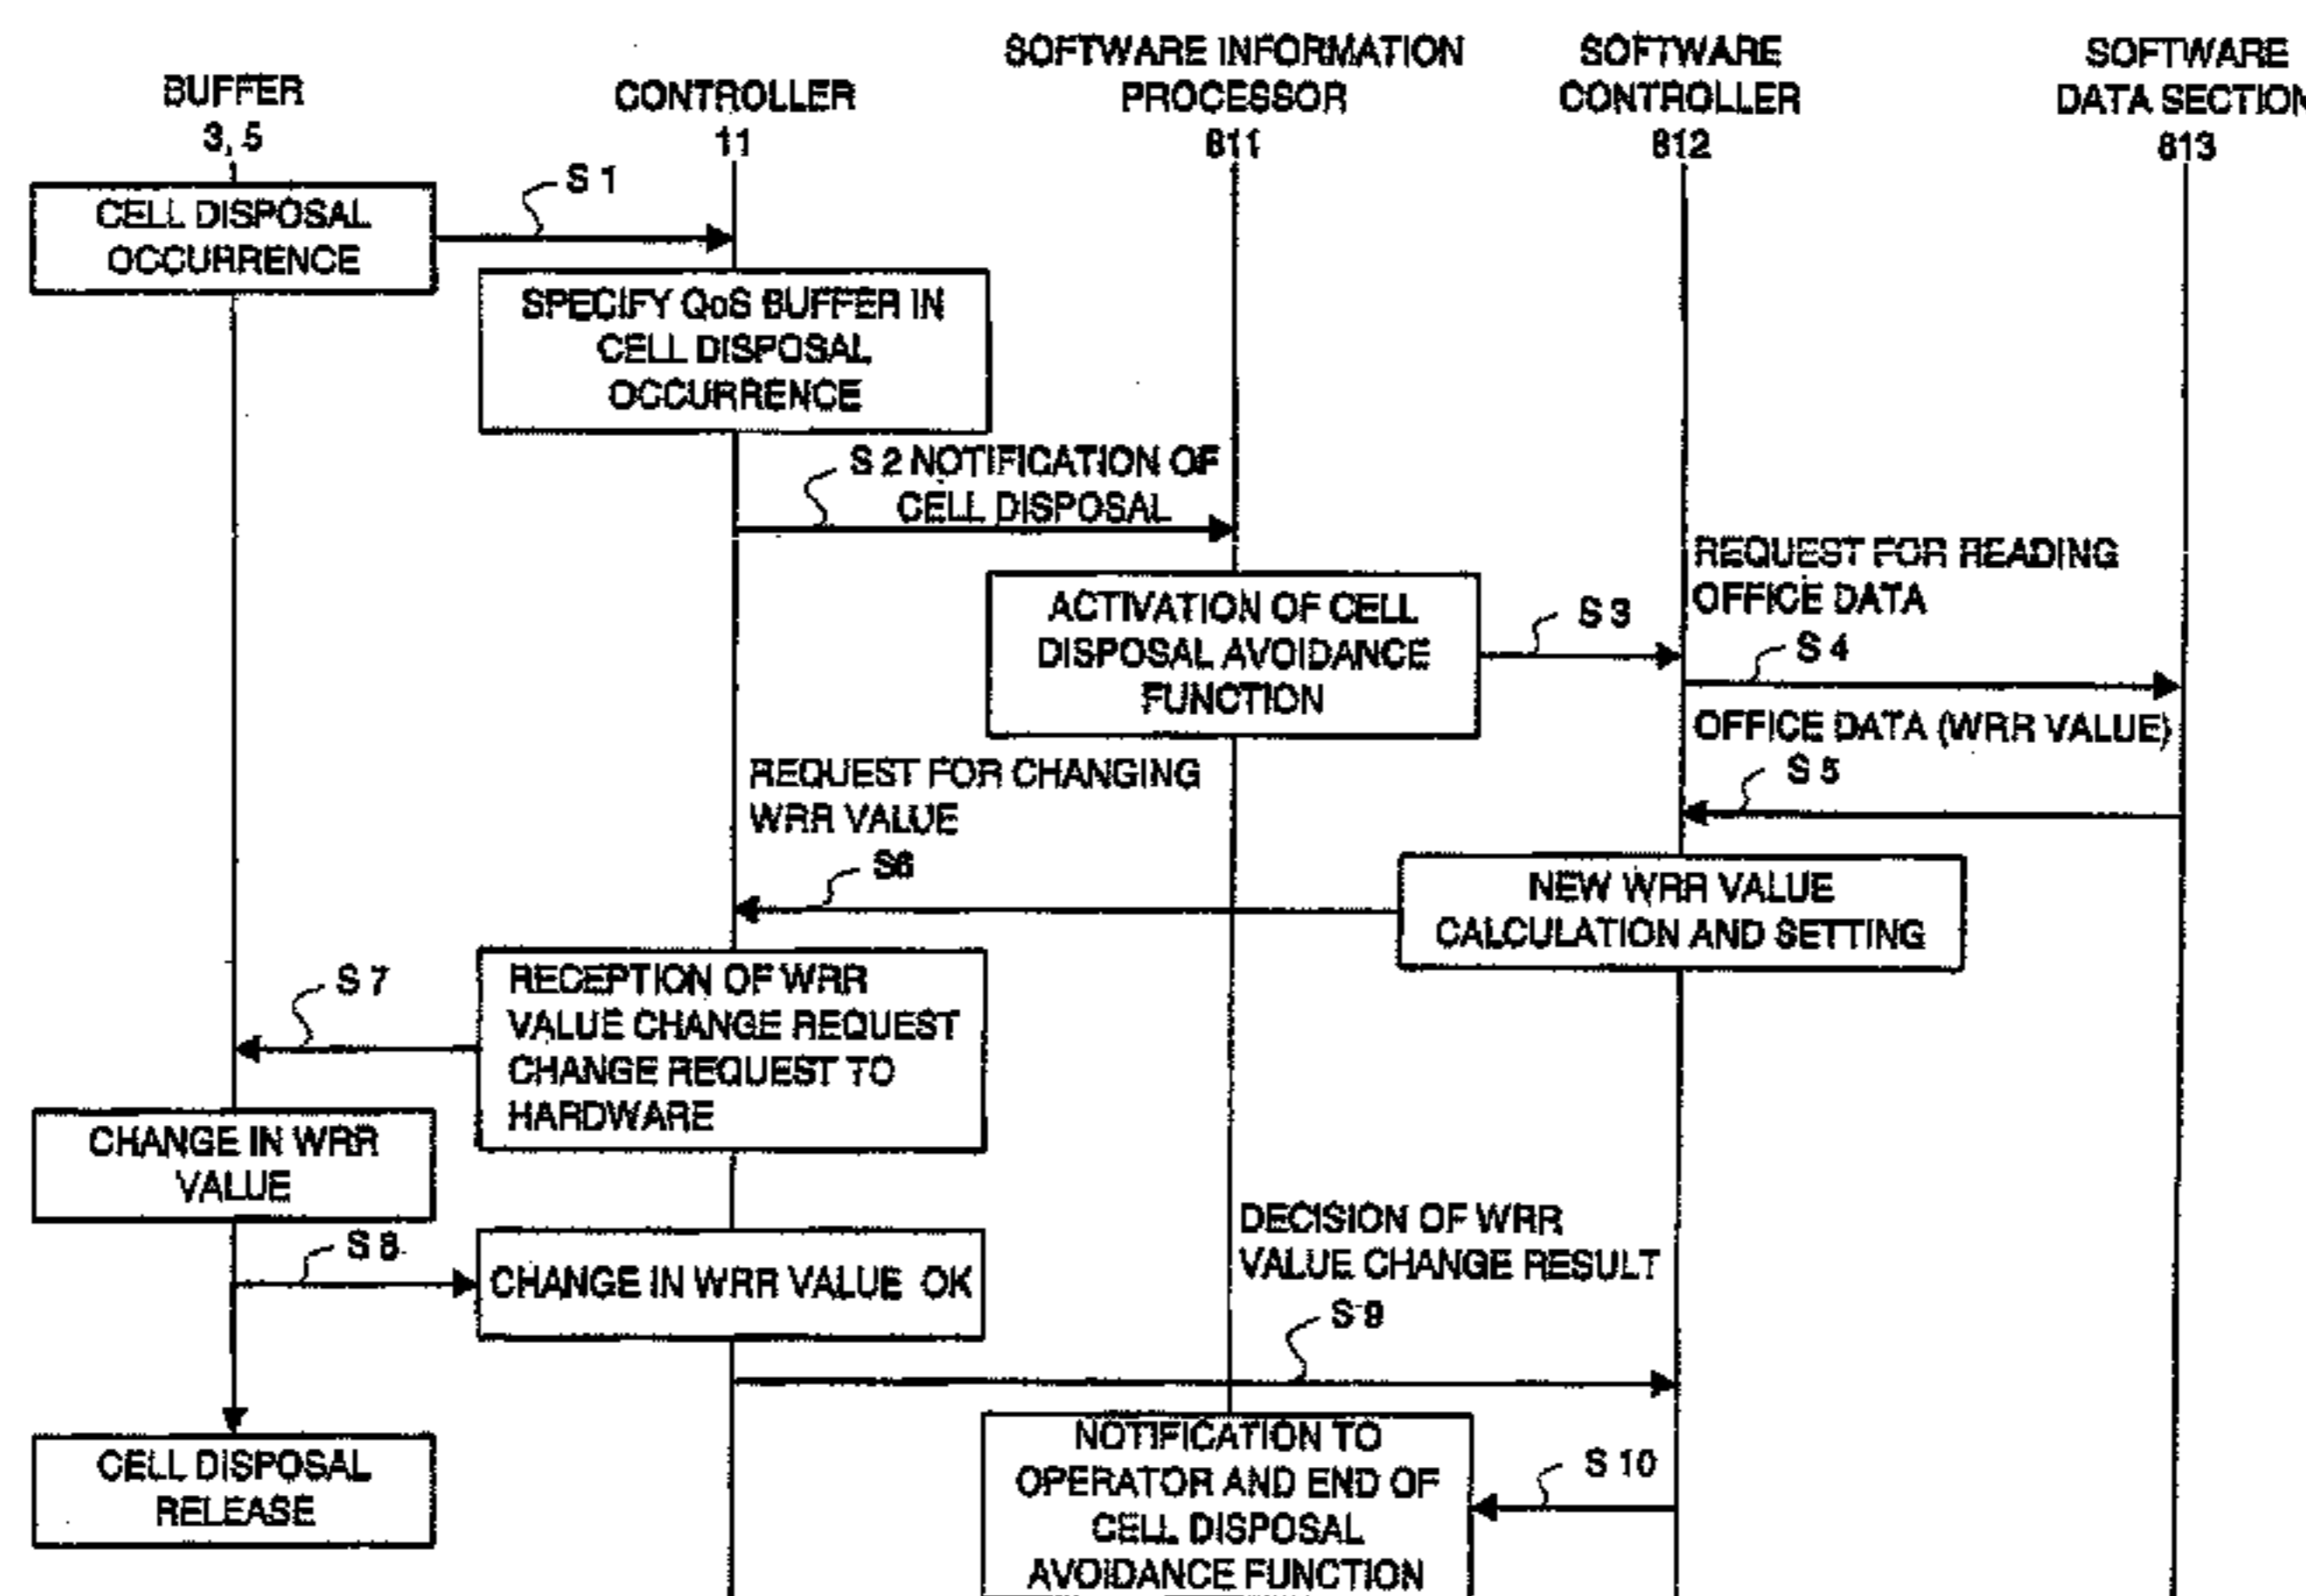 BUFFER
3, 5
CONTROLLER
11
SOFTWARE INFORMATION
PROCESSOR
811
SOFTWARE
CONTROLLER
812
SOFTWARE
DATA SECTION
813
CELL DISPOSAL
OCCURRENCE
S 1
SPECIFY QoS BUFFER IN
CELL DISPOSAL
OCCURRENCE
S 2 NOTIFICATION OF
CELL DISPOSAL
ACTIVATION OF CELL
DISPOSAL AVOIDANCE
FUNCTION
S 3
REQUEST FOR READING
OFFICE DATA
S 4
OFFICE DATA (WRR VALUE)
S 5
REQUEST FOR CHANGING
WRR VALUE
S6
NEW WRR VALUE
CALCULATION AND SETTING
S 7
RECEPTION OF WRR
VALUE CHANGE REQUEST
CHANGE REQUEST TO
HARDWARE
CHANGE IN WRR
VALUE
S 8
CHANGE IN WRR VALUE OK
DECISION OF WRR
VALUE CHANGE RESULT
S 9
CELL DISPOSAL
RELEASE
NOTIFICATION TO
OPERATOR AND END OF
CELL DISPOSAL
AVOIDANCE FUNCTION
S 10